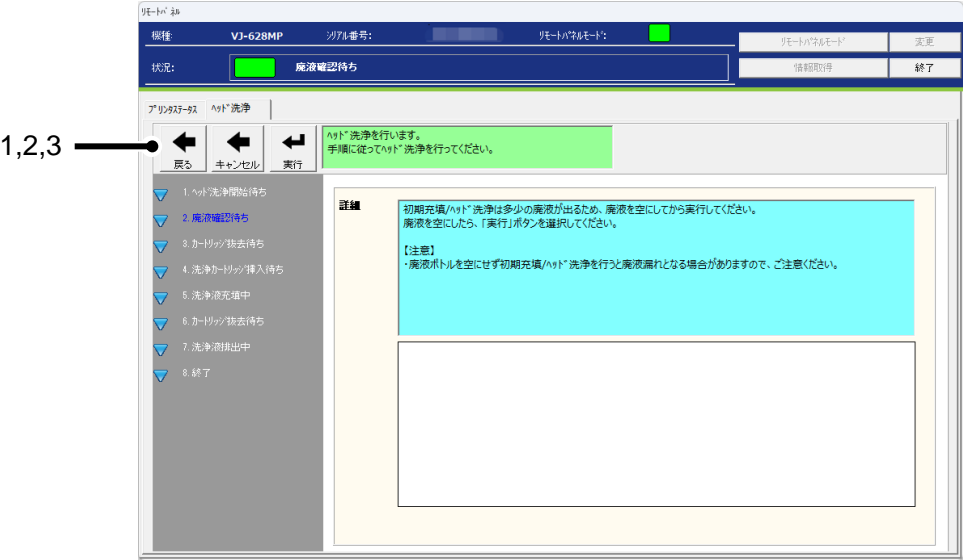 リモートパネル
機種: VJ-628MP シリアル番号: リモートパネルモード:
リモートパネルモード 変更
状況: 廃液確認待ち
情報取得 終了
プリンタステータス ヘッド洗浄
1,2,3
戻る キャンセル 実行
ヘッド洗浄を行います。
手順に従ってヘッド洗浄を行ってください。
1. ヘッド洗浄開始待ち
2. 廃液確認待ち
3. カートリッジ抜去待ち
4. 洗浄カートリッジ挿入待ち
5. 洗浄液充填中
6. カートリッジ抜去待ち
7. 洗浄液排出中
8. 終了
詳細
初期充填/ヘッド洗浄は多少の廃液が出るため、廃液を空にしてから実行してください。
廃液を空にしたら、「実行」ボタンを選択してください。
【注意】
・廃液ボトルを空にせず初期充填/ヘッド洗浄を行うと廃液漏れとなる場合がありますので、ご注意ください。